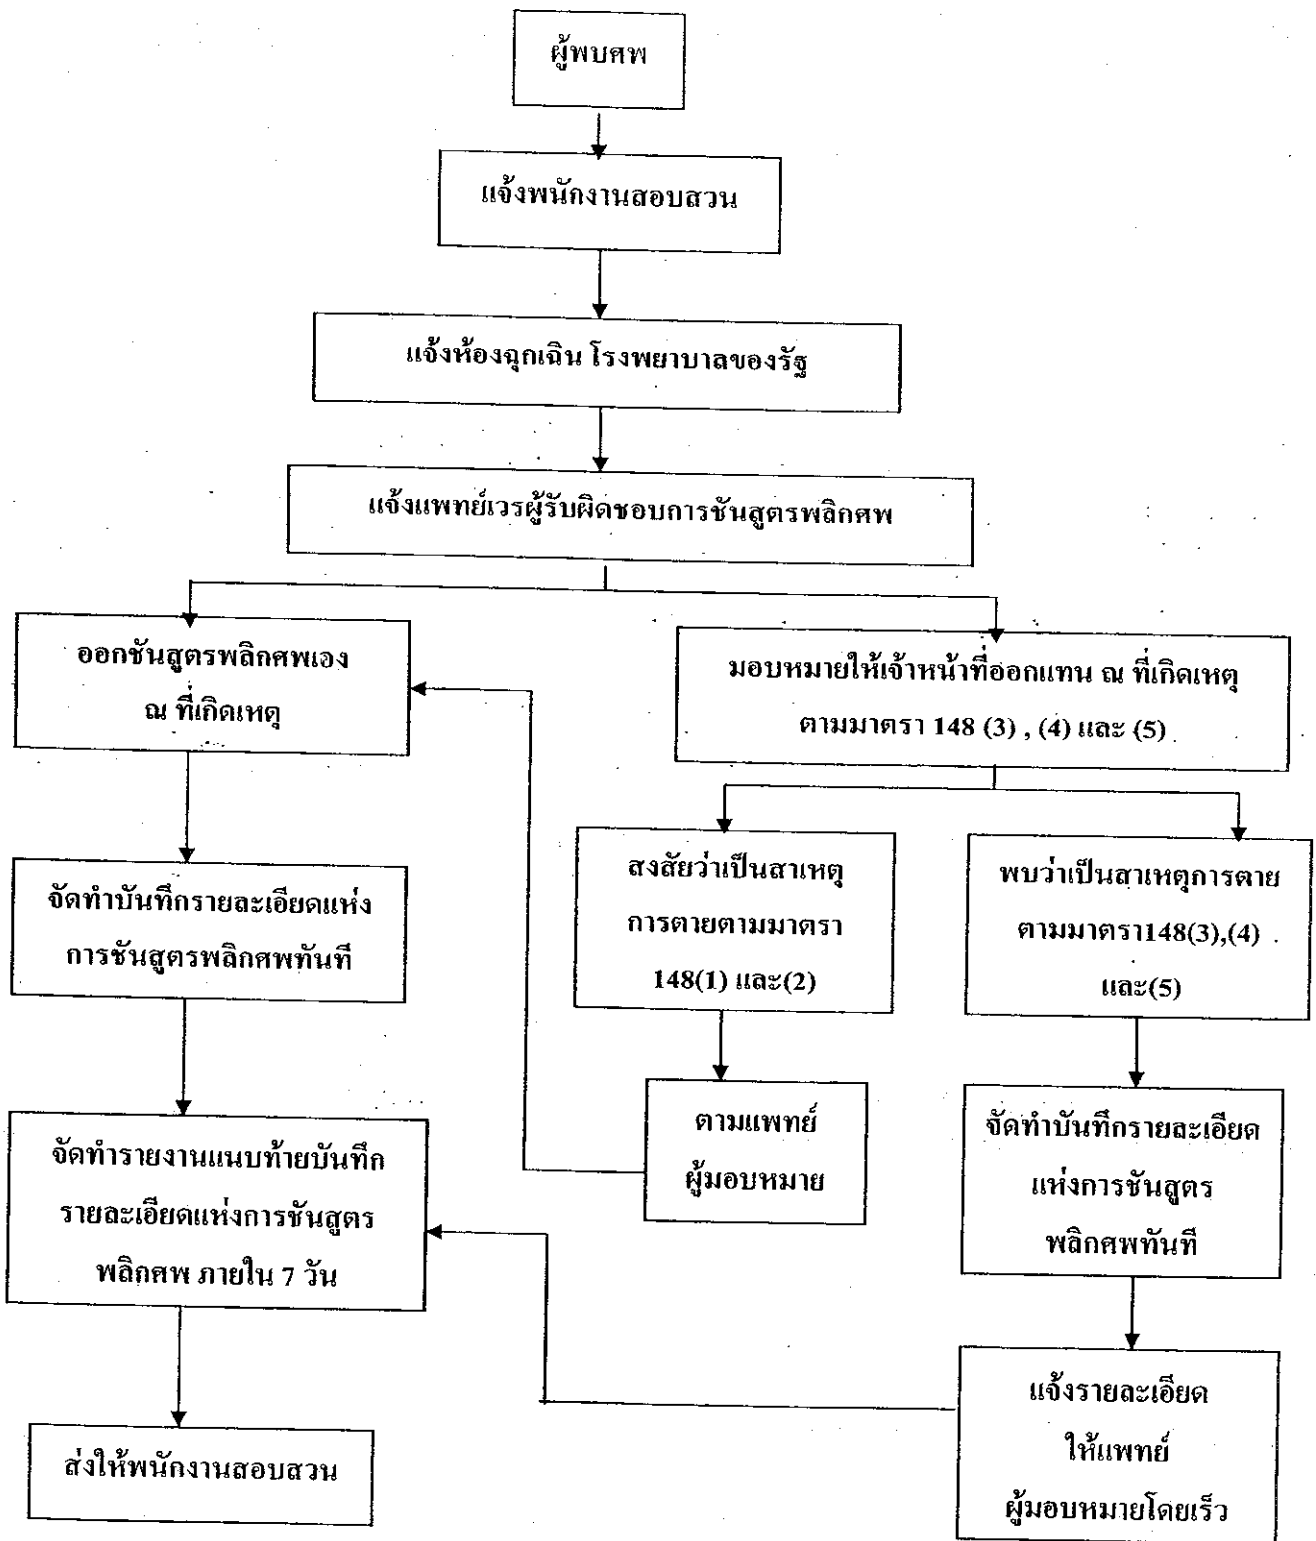 ผู้พบศพ
แจ้งพนักงานสอบสวน
แจ้งห้องฉุกเฉิน โรงพยาบาลของรัฐ
แจ้งแพทย์เวรผู้รับผิดชอบการชันสูตรพลิกศพ
ออกชันสูตรพลิกศพเอง
ณ ที่เกิดเหตุ
มอบหมายให้เจ้าหน้าที่ออกแทน ณ ที่เกิดเหตุ
ตามมาตรา 148 (3) , (4) และ (5)
สงสัยว่าเป็นสาเหตุ
การตายตามมาตรา
148(1) และ(2)
พบว่าเป็นสาเหตุการตาย
ตามมาตรา148(3),(4)
และ(5)
จัดทำบันทึกรายละเอียดแห่ง
การชันสูตรพลิกศพทันที
ตามแพทย์
ผู้มอบหมาย
จัดทำบันทึกรายละเอียด
แห่งการชันสูตร
พลิกศพทันที
จัดทำรายงานแนบท้ายบันทึก
รายละเอียดแห่งการชันสูตร
พลิกศพ ภายใน 7 วัน
แจ้งรายละเอียด
ให้แพทย์
ผู้มอบหมายโดยเร็ว
ส่งให้พนักงานสอบสวน